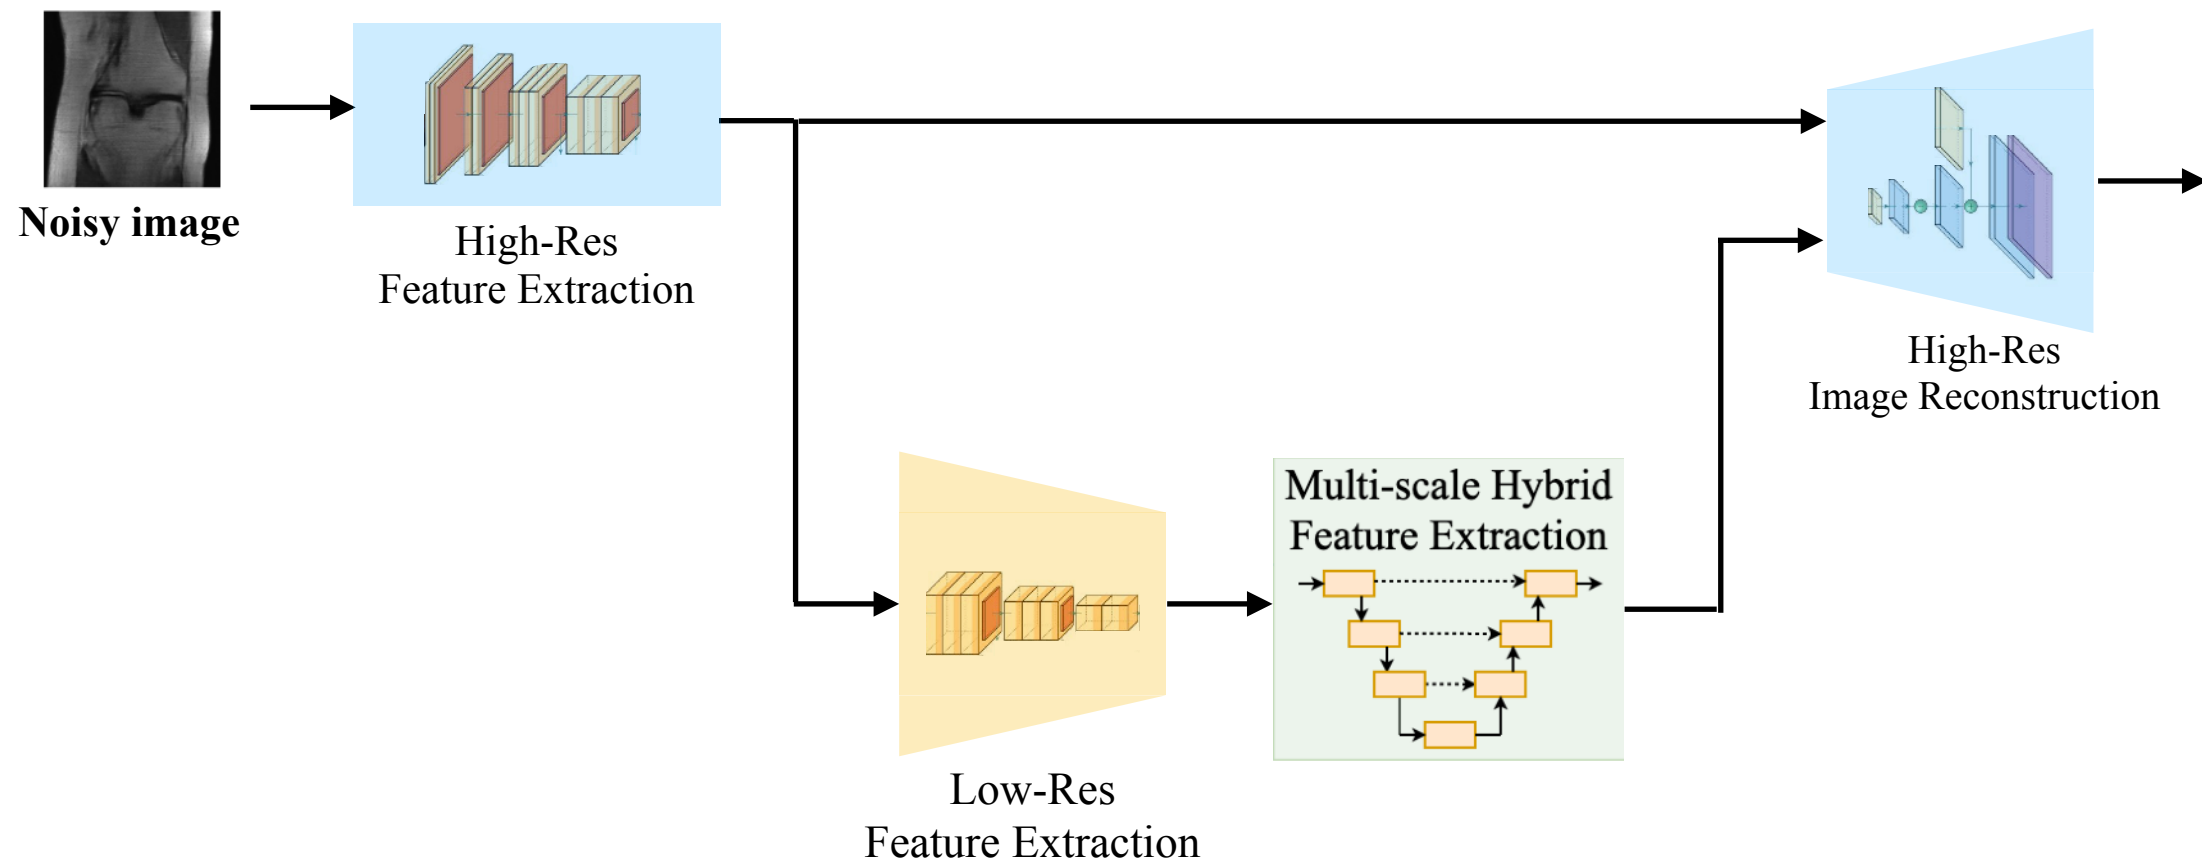 Noisy image
High-Res
Feature Extraction
High-Res
Image Reconstruction
Multi-scale Hybrid
Feature Extraction
Low-Res
Feature Extraction